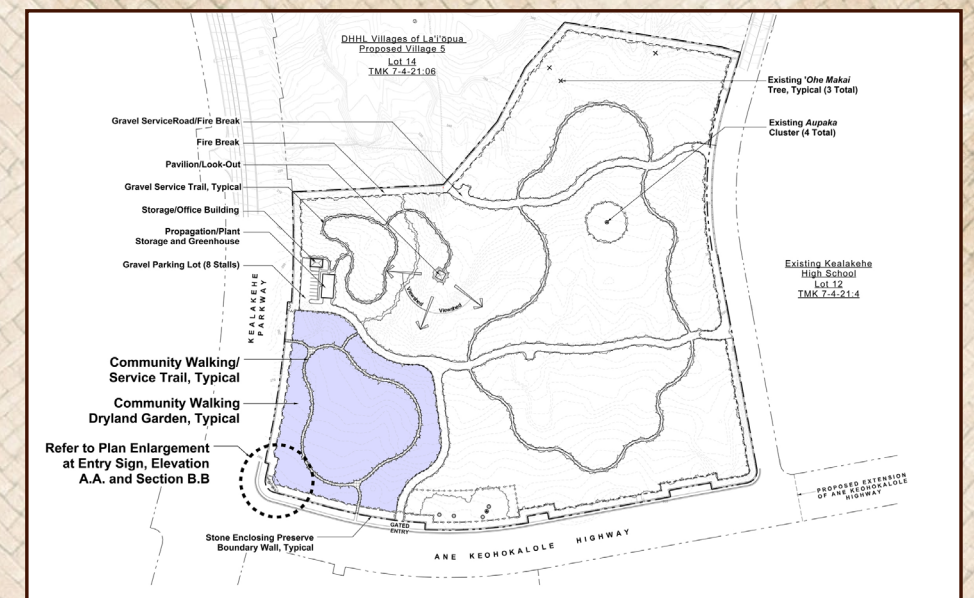 DHHL Villages of La'i'ōpua
Proposed Village 5
Lot 14
TMK 7-4-21:06
Existing 'Ohe Makai
Tree, Typical (3 Total)
Existing Aupaka
Cluster (4 Total)
Gravel ServiceRoad/Fire Break
Fire Break
Pavilion/Look-Out
Gravel Service Trail, Typical
Storage/Office Building
Propagation/Plant
Storage and Greenhouse
Gravel Parking Lot (8 Stalls)
KEALAKEHE
PARKWAY
Viewshed
Viewshed
Existing Kealakehe
High School
Lot 12
TMK 7-4-21:4
Community Walking/
Service Trail, Typical
Community Walking
Dryland Garden, Typical
Refer to Plan Enlargement
at Entry Sign, Elevation
A.A. and Section B.B
Stone Enclosing Preserve
Boundary Wall, Typical
GATED
ENTRY
ANE KEOHOKALOLE HIGHWAY
PROPOSED EXTENSION
OF ANE KEOHOKALOLE
HIGHWAY